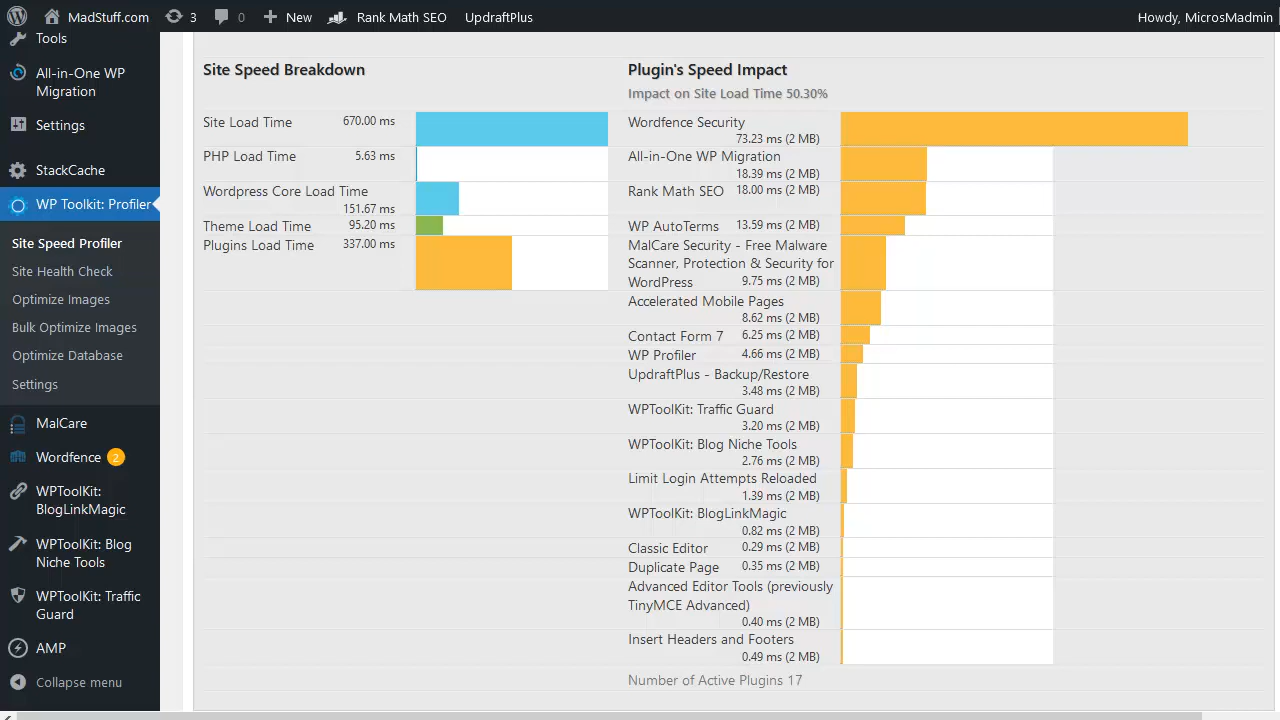 MadStuff.com 3 0 New Rank Math SEO UpdraftPlus Howdy, MicrosMadmin
Tools
All-in-One WP
Migration
Settings
StackCache
WP Toolkit: Profiler
Site Speed Profiler
Site Health Check
Optimize Images
Bulk Optimize Images
Optimize Database
Settings
MalCare
Wordfence 2
WPToolKit:
BlogLinkMagic
WPToolKit: Blog
Niche Tools
WPToolKit: Traffic
Guard
AMP
Collapse menu
Site Speed Breakdown
Site Load Time 670.00 ms
PHP Load Time 5.63 ms
Wordpress Core Load Time
151.67 ms
Theme Load Time 95.20 ms
Plugins Load Time 337.00 ms
Plugin's Speed Impact
Impact on Site Load Time 50.30%
Wordfence Security
73.23 ms (2 MB)
All-in-One WP Migration
18.39 ms (2 MB)
Rank Math SEO 18.00 ms (2 MB)
WP AutoTerms 13.59 ms (2 MB)
MalCare Security - Free Malware
Scanner, Protection & Security for
WordPress 9.75 ms (2 MB)
Accelerated Mobile Pages
8.62 ms (2 MB)
Contact Form 7 6.25 ms (2 MB)
WP Profiler 4.66 ms (2 MB)
UpdraftPlus - Backup/Restore
3.48 ms (2 MB)
WPToolKit: Traffic Guard
3.20 ms (2 MB)
WPToolKit: Blog Niche Tools
2.76 ms (2 MB)
Limit Login Attempts Reloaded
1.39 ms (2 MB)
WPToolKit: BlogLinkMagic
0.82 ms (2 MB)
Classic Editor 0.29 ms (2 MB)
Duplicate Page 0.35 ms (2 MB)
Advanced Editor Tools (previously
TinyMCE Advanced)
0.40 ms (2 MB)
Insert Headers and Footers
0.49 ms (2 MB)
Number of Active Plugins 17